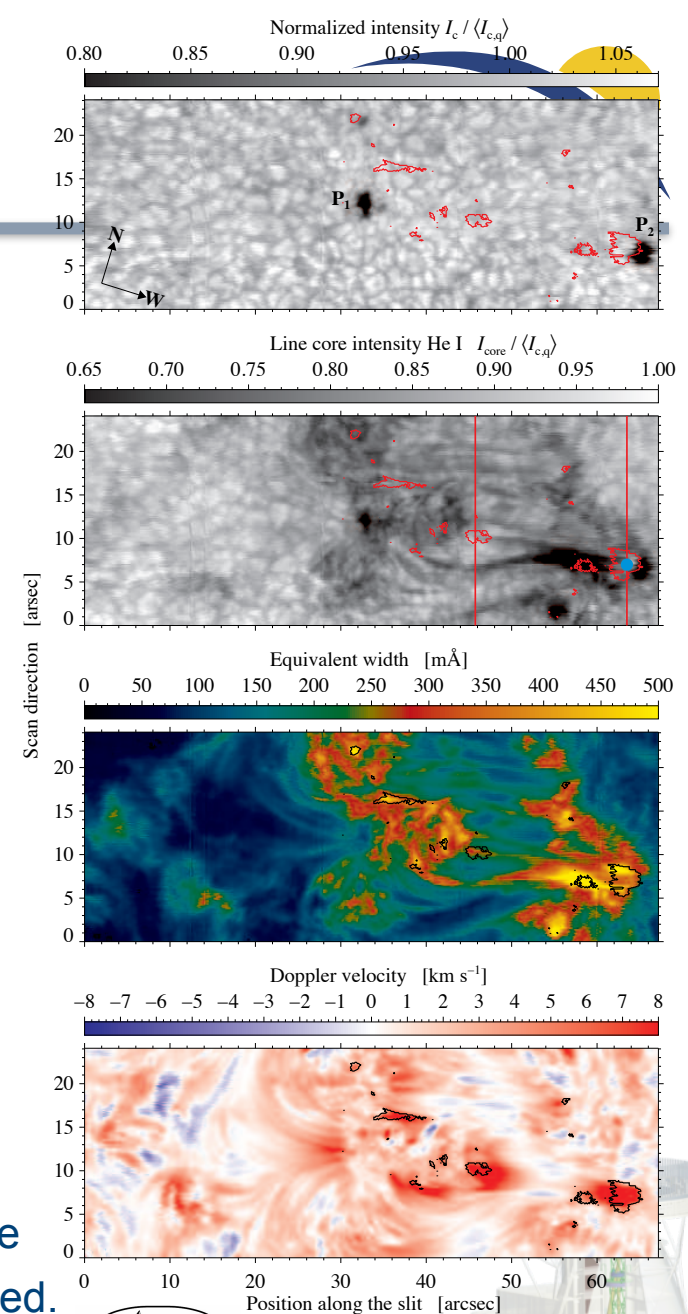 Normalized intensity I_c / ⟨I_c,q⟩
0.80 0.85 0.90 0.95 1.00 1.05
20
15
10
5
0
P_1
P_2
N
W
Line core intensity He I I_core / ⟨I_c,q⟩
0.65 0.70 0.75 0.80 0.85 0.90 0.95 1.00
20
15
10
5
0
Scan direction [arsec]
Equivalent width [mÅ]
0 50 100 150 200 250 300 350 400 450 500
20
15
10
5
0
Doppler velocity [km s⁻¹]
−8 −7 −6 −5 −4 −3 −2 −1 0 1 2 3 4 5 6 7 8
20
15
10
5
0
0 10 20 30 40 50 60
Position along the slit [arcsec]
e
ed.